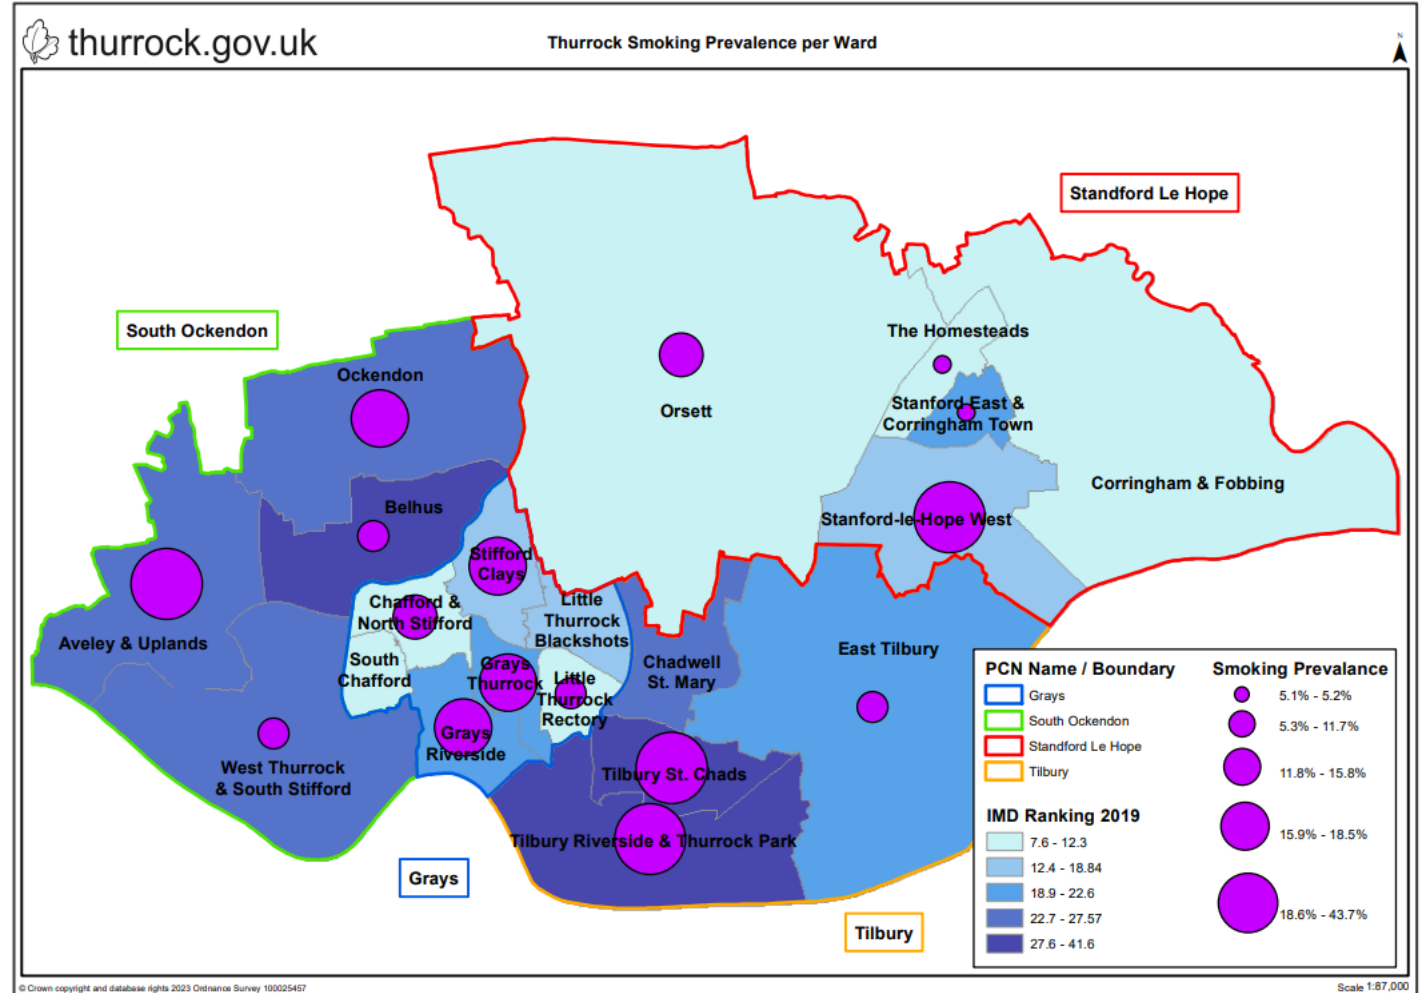 thurrock.gov.uk
Thurrock Smoking Prevalence per Ward
N
Standford Le Hope
South Ockendon
The Homesteads
Ockendon
Stanford East &
Corringham Town
Orsett
Corringham & Fobbing
Belhus
Stanford-le-Hope West
Stifford
Clays
Chafford &
North Stifford
Little
Thurrock
Blackshots
Aveley & Uplands
East Tilbury
South
Chafford
Grays
Thurrock
Chadwell
St. Mary
Little
Thurrock
Rectory
Grays
Riverside
West Thurrock
& South Stifford
Tilbury St. Chads
Tilbury Riverside & Thurrock Park
Grays
Tilbury
PCN Name / Boundary
Grays
South Ockendon
Standford Le Hope
Tilbury
IMD Ranking 2019
7.6 - 12.3
12.4 - 18.84
18.9 - 22.6
22.7 - 27.57
27.6 - 41.6
Smoking Prevalance
5.1% - 5.2%
5.3% - 11.7%
11.8% - 15.8%
15.9% - 18.5%
18.6% - 43.7%
© Crown copyright and database rights 2023 Ordnance Survey 100025457
Scale 1:87,000